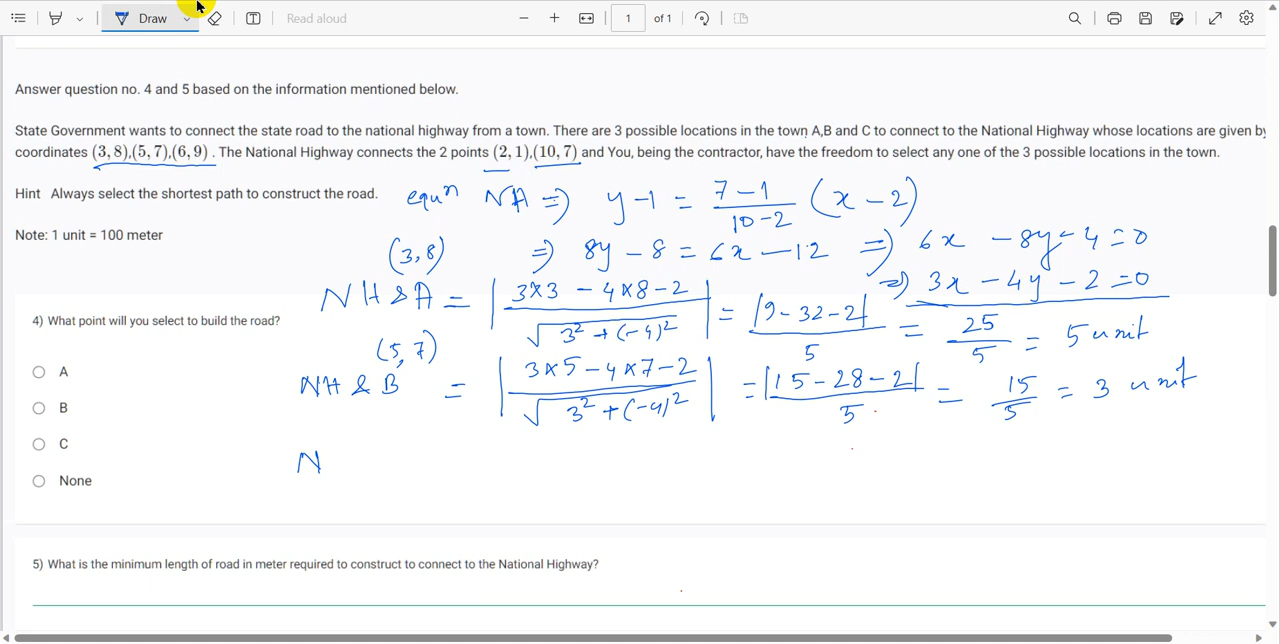 Draw Read aloud 1 of 1
Answer question no. 4 and 5 based on the information mentioned below.
State Government wants to connect the state road to the national highway from a town. There are 3 possible locations in the town A,B and C to connect to the National Highway whose locations are given by
coordinates (3,8),(5,7),(6,9) . The National Highway connects the 2 points (2,1),(10,7) and You, being the contractor, have the freedom to select any one of the 3 possible locations in the town.
Hint Always select the shortest path to construct the road.
equⁿ NH ⇒ y-1 = 7-1/10-2 (x-2)
Note: 1 unit = 100 meter
(3,8) ⇒ 8y-8 = 6x-12 ⇒ 6x-8y-4=0
⇒ 3x-4y-2=0
NH & A = |3×3-4×8-2/√3²+(-4)²| = |9-32-2|/5 = 25/5 = 5 unit
4) What point will you select to build the road?
(5,7)
NH & B = |3×5-4×7-2/√3²+(-4)²| = |15-28-2|/5 = 15/5 = 3 unit
A
B
C
N
None
5) What is the minimum length of road in meter required to construct to connect to the National Highway?